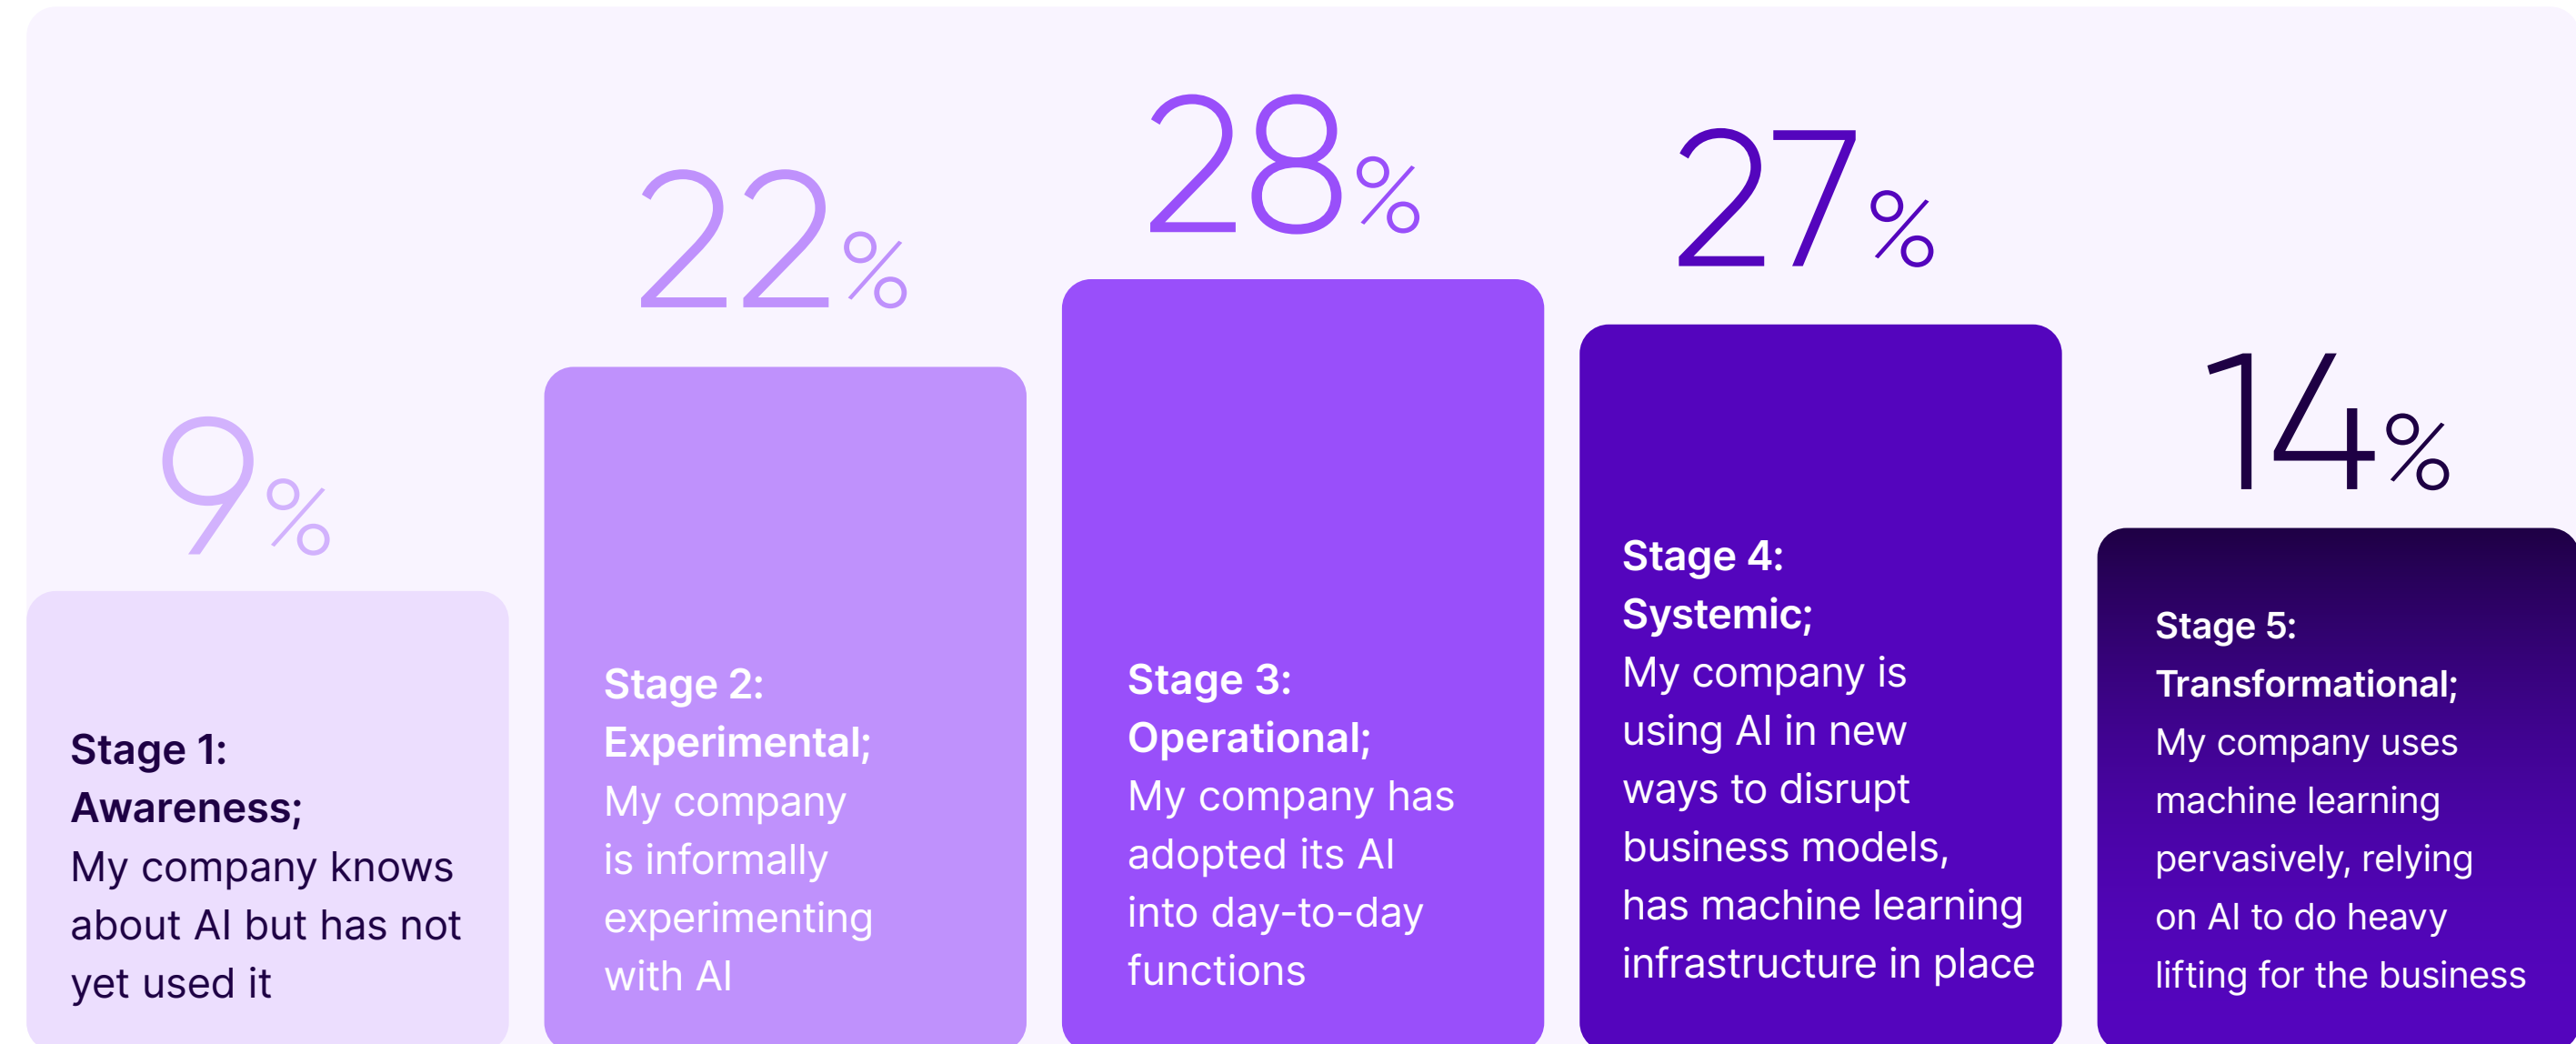 9%
Stage 1:
Awareness;
My company knows
about AI but has not
yet used it
22%
Stage 2:
Experimental;
My company
is informally
experimenting
with AI
28%
Stage 3:
Operational;
My company has
adopted its AI
into day-to-day
functions
27%
Stage 4:
Systemic;
My company is
using AI in new
ways to disrupt
business models,
has machine learning
infrastructure in place
14%
Stage 5:
Transformational;
My company uses
machine learning
pervasively, relying
on AI to do heavy
lifting for the business